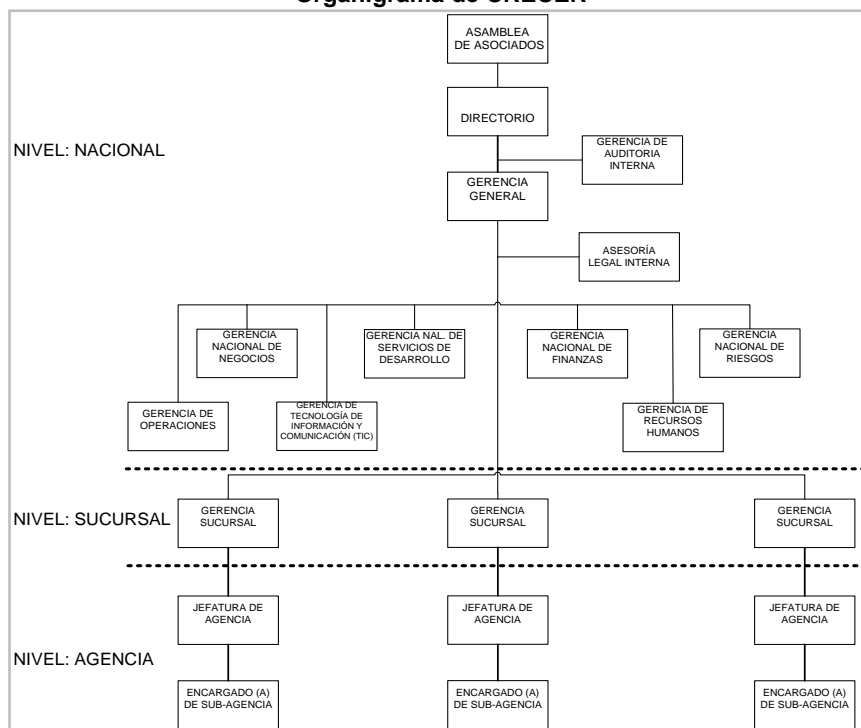 Organigrama de CRECER
ASAMBLEA
DE ASOCIADOS
DIRECTORIO
NIVEL: NACIONAL
GERENCIA DE
AUDITORIA
INTERNA
GERENCIA
GENERAL
ASESORÍA
LEGAL INTERNA
GERENCIA
NACIONAL DE
NEGOCIOS
GERENCIA NAL. DE
SERVICIOS DE
DESARROLLO
GERENCIA
NACIONAL DE
FINANZAS
GERENCIA
NACIONAL DE
RIESGOS
GERENCIA DE
OPERACIONES
GERENCIA DE
TECNOLOGÍA DE
INFORMACIÓN Y
COMUNICACIÓN (TIC)
GERENCIA DE
RECURSOS
HUMANOS
NIVEL: SUCURSAL
GERENCIA
SUCURSAL
GERENCIA
SUCURSAL
GERENCIA
SUCURSAL
JEFATURA DE
AGENCIA
JEFATURA DE
AGENCIA
JEFATURA DE
AGENCIA
NIVEL: AGENCIA
ENCARGADO (A)
DE SUB-AGENCIA
ENCARGADO (A)
DE SUB-AGENCIA
ENCARGADO (A)
DE SUB-AGENCIA